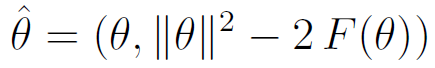 θ̂ = (θ, ‖θ‖² − 2 F(θ))